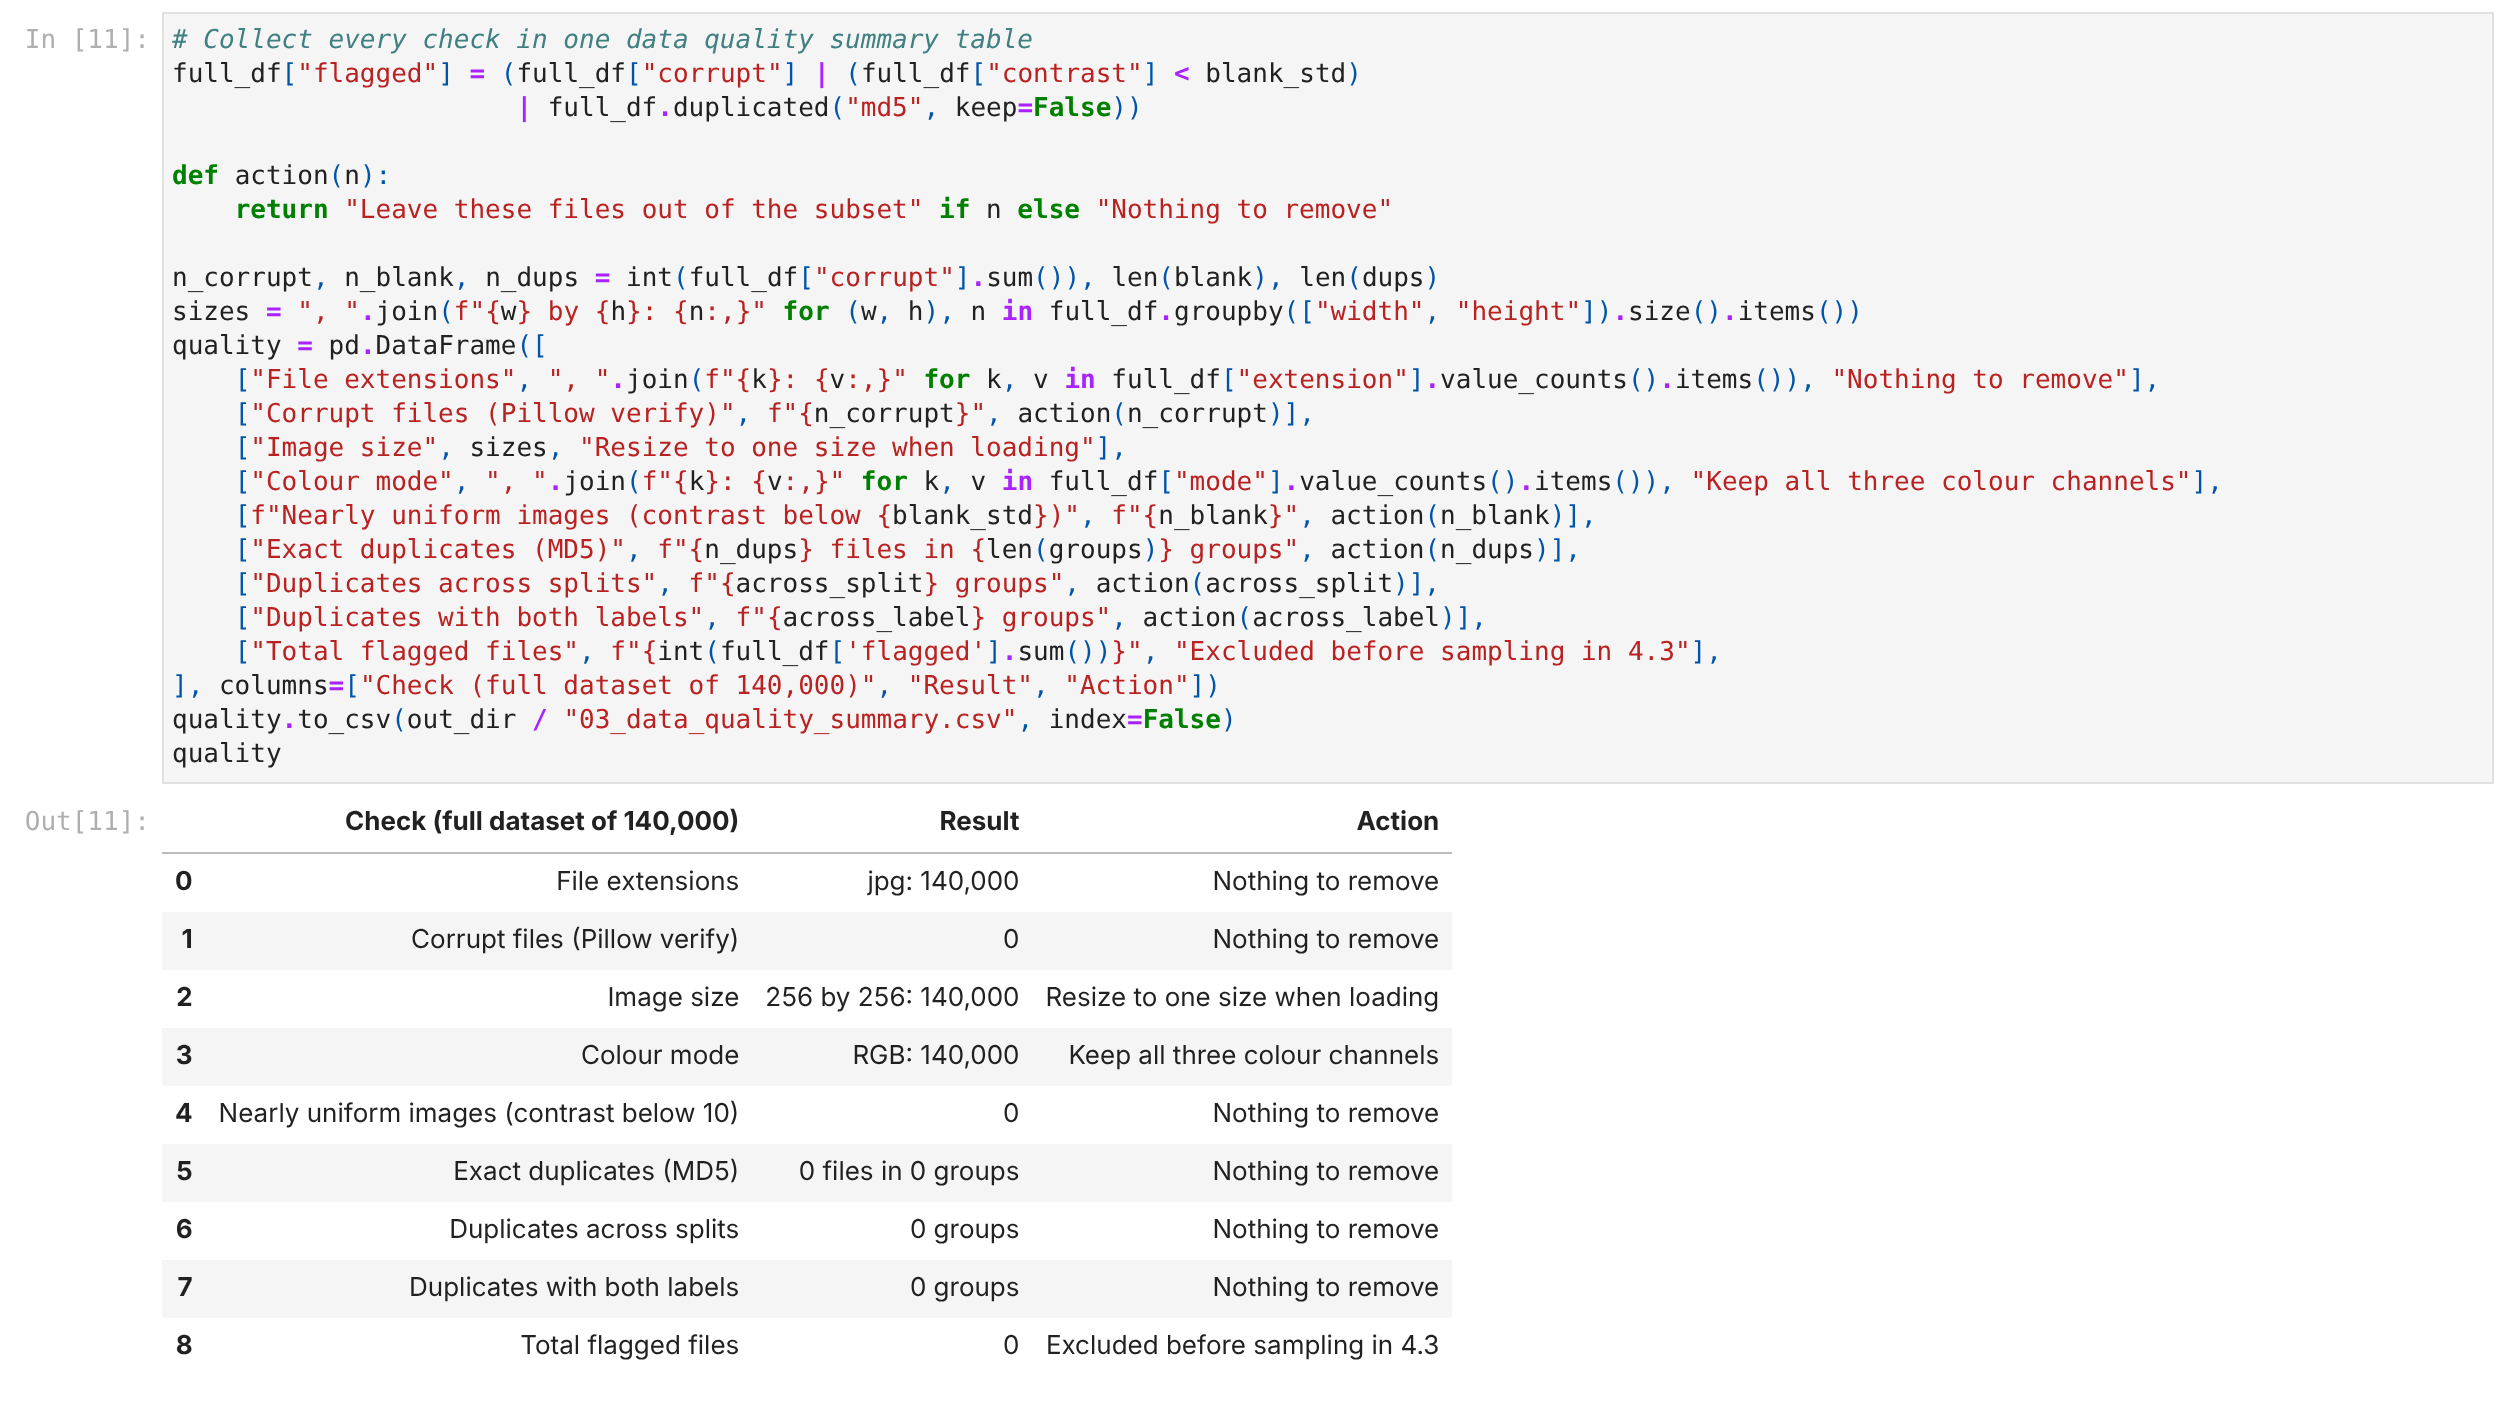 In [11]:
# Collect every check in one data quality summary table
full_df["flagged"] = (full_df["corrupt"] | (full_df["contrast"] < blank_std)
                      | full_df.duplicated("md5", keep=False))

def action(n):
    return "Leave these files out of the subset" if n else "Nothing to remove"

n_corrupt, n_blank, n_dups = int(full_df["corrupt"].sum()), len(blank), len(dups)
sizes = ", ".join(f"{w} by {h}: {n:,}" for (w, h), n in full_df.groupby(["width", "height"]).size().items())
quality = pd.DataFrame([
    ["File extensions", ", ".join(f"{k}: {v:,}" for k, v in full_df["extension"].value_counts().items()), "Nothing to remove"],
    ["Corrupt files (Pillow verify)", f"{n_corrupt}", action(n_corrupt)],
    ["Image size", sizes, "Resize to one size when loading"],
    ["Colour mode", ", ".join(f"{k}: {v:,}" for k, v in full_df["mode"].value_counts().items()), "Keep all three colour channels"],
    [f"Nearly uniform images (contrast below {blank_std})", f"{n_blank}", action(n_blank)],
    ["Exact duplicates (MD5)", f"{n_dups} files in {len(groups)} groups", action(n_dups)],
    ["Duplicates across splits", f"{across_split} groups", action(across_split)],
    ["Duplicates with both labels", f"{across_label} groups", action(across_label)],
    ["Total flagged files", f"{int(full_df['flagged'].sum())}", "Excluded before sampling in 4.3"],
], columns=["Check (full dataset of 140,000)", "Result", "Action"])
quality.to_csv(out_dir / "03_data_quality_summary.csv", index=False)
quality
Out[11]:
Check (full dataset of 140,000) Result Action
0 File extensions jpg: 140,000 Nothing to remove
1 Corrupt files (Pillow verify) 0 Nothing to remove
2 Image size 256 by 256: 140,000 Resize to one size when loading
3 Colour mode RGB: 140,000 Keep all three colour channels
4 Nearly uniform images (contrast below 10) 0 Nothing to remove
5 Exact duplicates (MD5) 0 files in 0 groups Nothing to remove
6 Duplicates across splits 0 groups Nothing to remove
7 Duplicates with both labels 0 groups Nothing to remove
8 Total flagged files 0 Excluded before sampling in 4.3